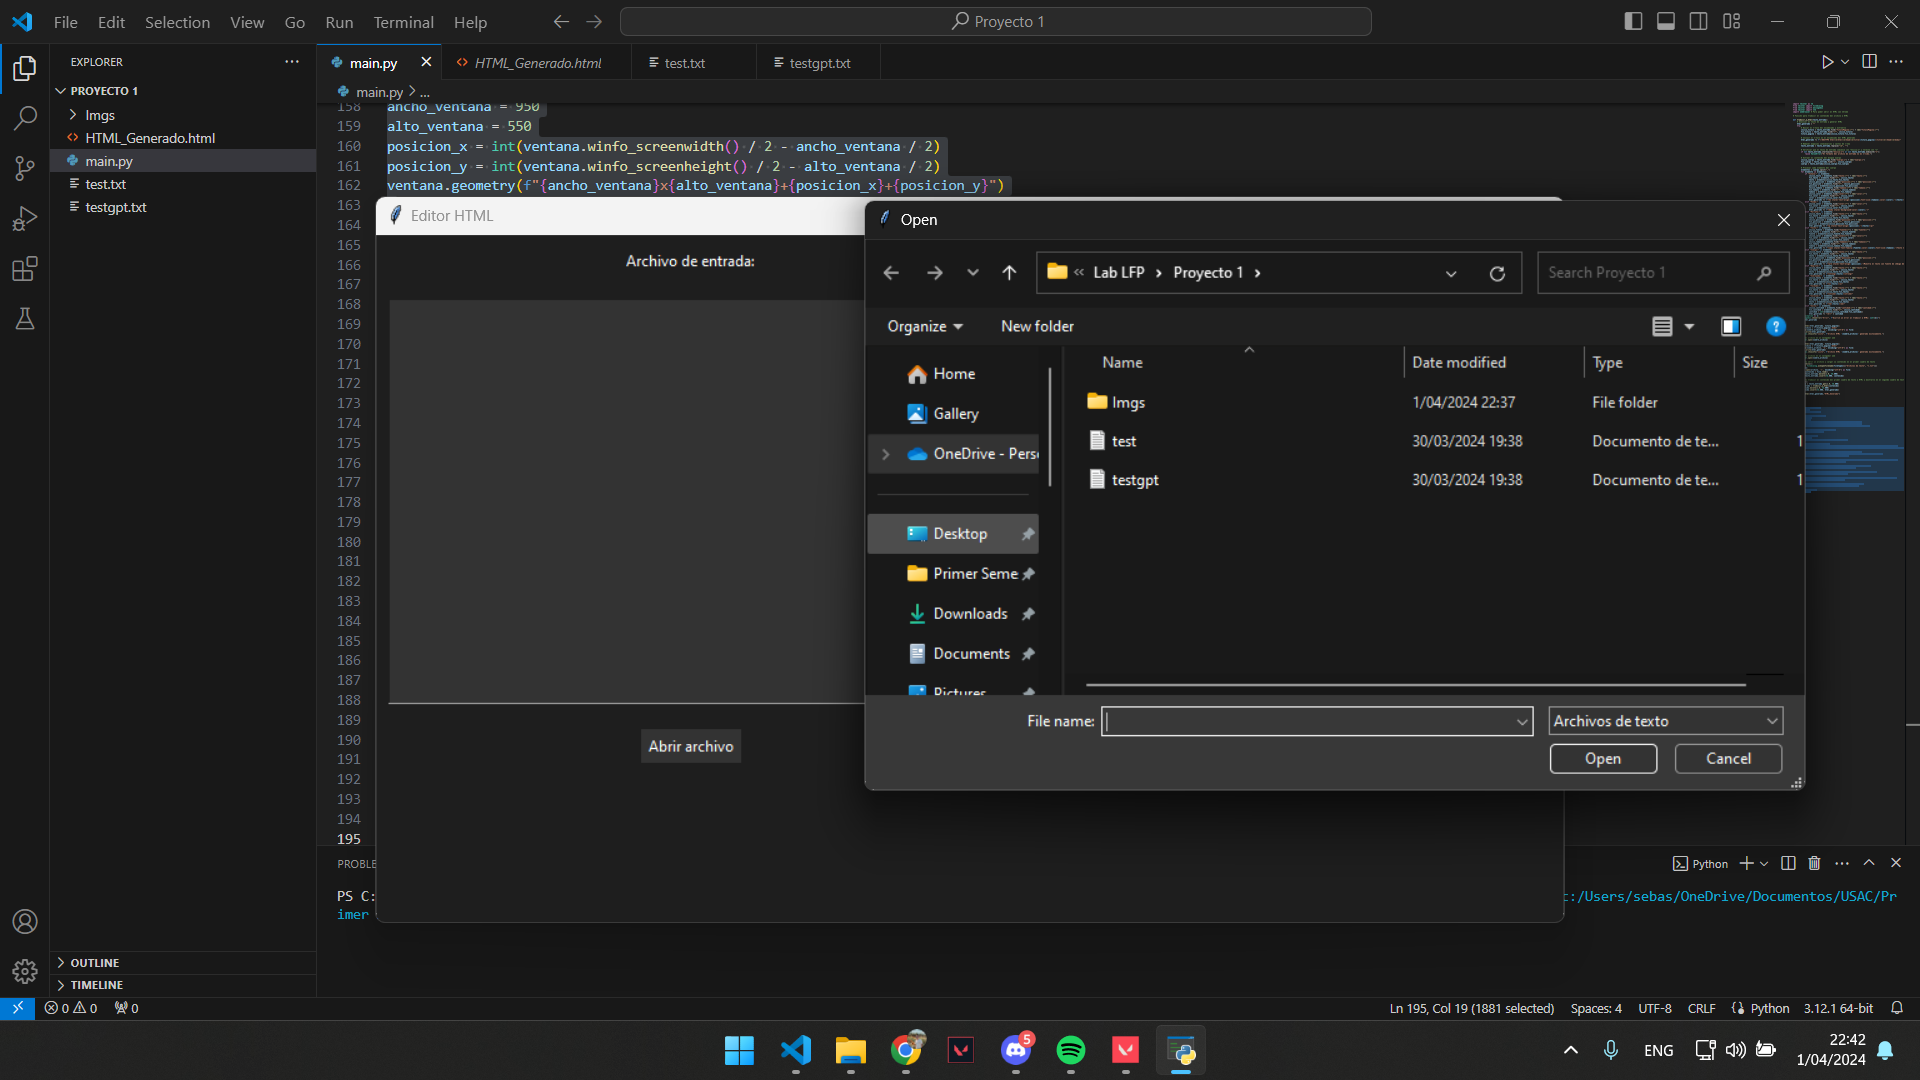 File Edit Selection View Go Run Terminal Help
Proyecto 1
EXPLORER
PROYECTO 1
Imgs
HTML_Generado.html
main.py
test.txt
testgpt.txt
OUTLINE
TIMELINE
main.py
HTML_Generado.html
test.txt
testgpt.txt
main.py > ...
158 ancho_ventana = 950
159 alto_ventana = 550
160 posicion_x = int(ventana.winfo_screenwidth() / 2 - ancho_ventana / 2)
161 posicion_y = int(ventana.winfo_screenheight() / 2 - alto_ventana / 2)
162 ventana.geometry(f"{ancho_ventana}x{alto_ventana}+{posicion_x}+{posicion_y}")
163
164
165
166
167
168
169
170
171
172
173
174
175
176
177
178
179
180
181
182
183
184
185
186
187
188
189
190
191
192
193
194
195
Editor HTML
Archivo de entrada:
Abrir archivo
Open
Lab LFP > Proyecto 1 >
Search Proyecto 1
Organize
New folder
Home
Gallery
OneDrive - Pers
Desktop
Primer Seme
Downloads
Documents
Pictures
Name Date modified Type Size
Imgs 1/04/2024 22:37 File folder
test 30/03/2024 19:38 Documento de te... 1
testgpt 30/03/2024 19:38 Documento de te... 1
File name:
Archivos de texto
Open
Cancel
PROBLE
Python
PS C:
:/Users/sebas/OneDrive/Documentos/USAC/Pr
imer
0 0 0
Ln 195, Col 19 (1881 selected) Spaces: 4 UTF-8 CRLF Python 3.12.1 64-bit
5
ENG
22:42
1/04/2024